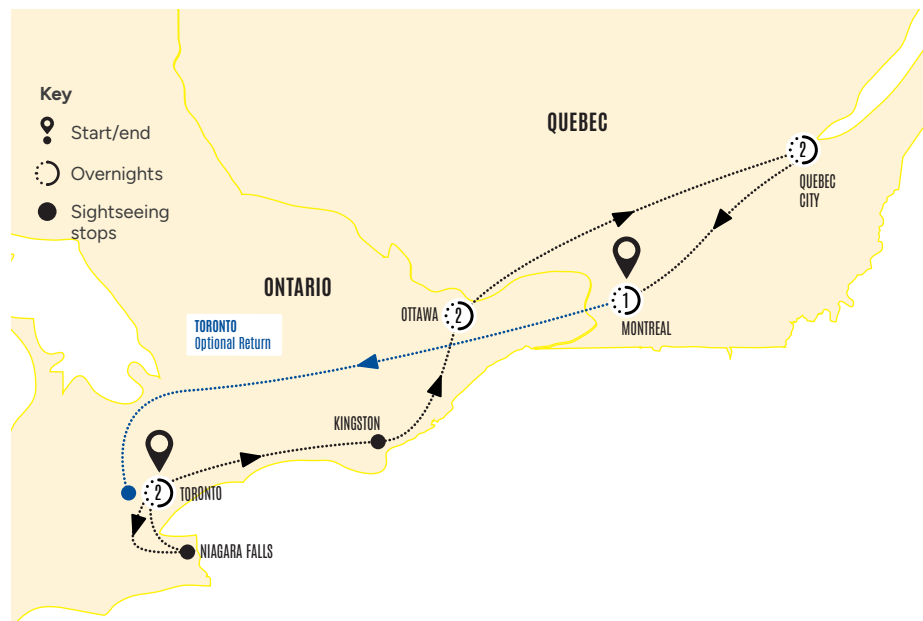 Key
Start/end
Overnights
Sightseeing
stops
QUEBEC
2
QUEBEC
CITY
ONTARIO
OTTAWA
2
1
MONTREAL
TORONTO
Optional Return
KINGSTON
2
TORONTO
NIAGARA FALLS